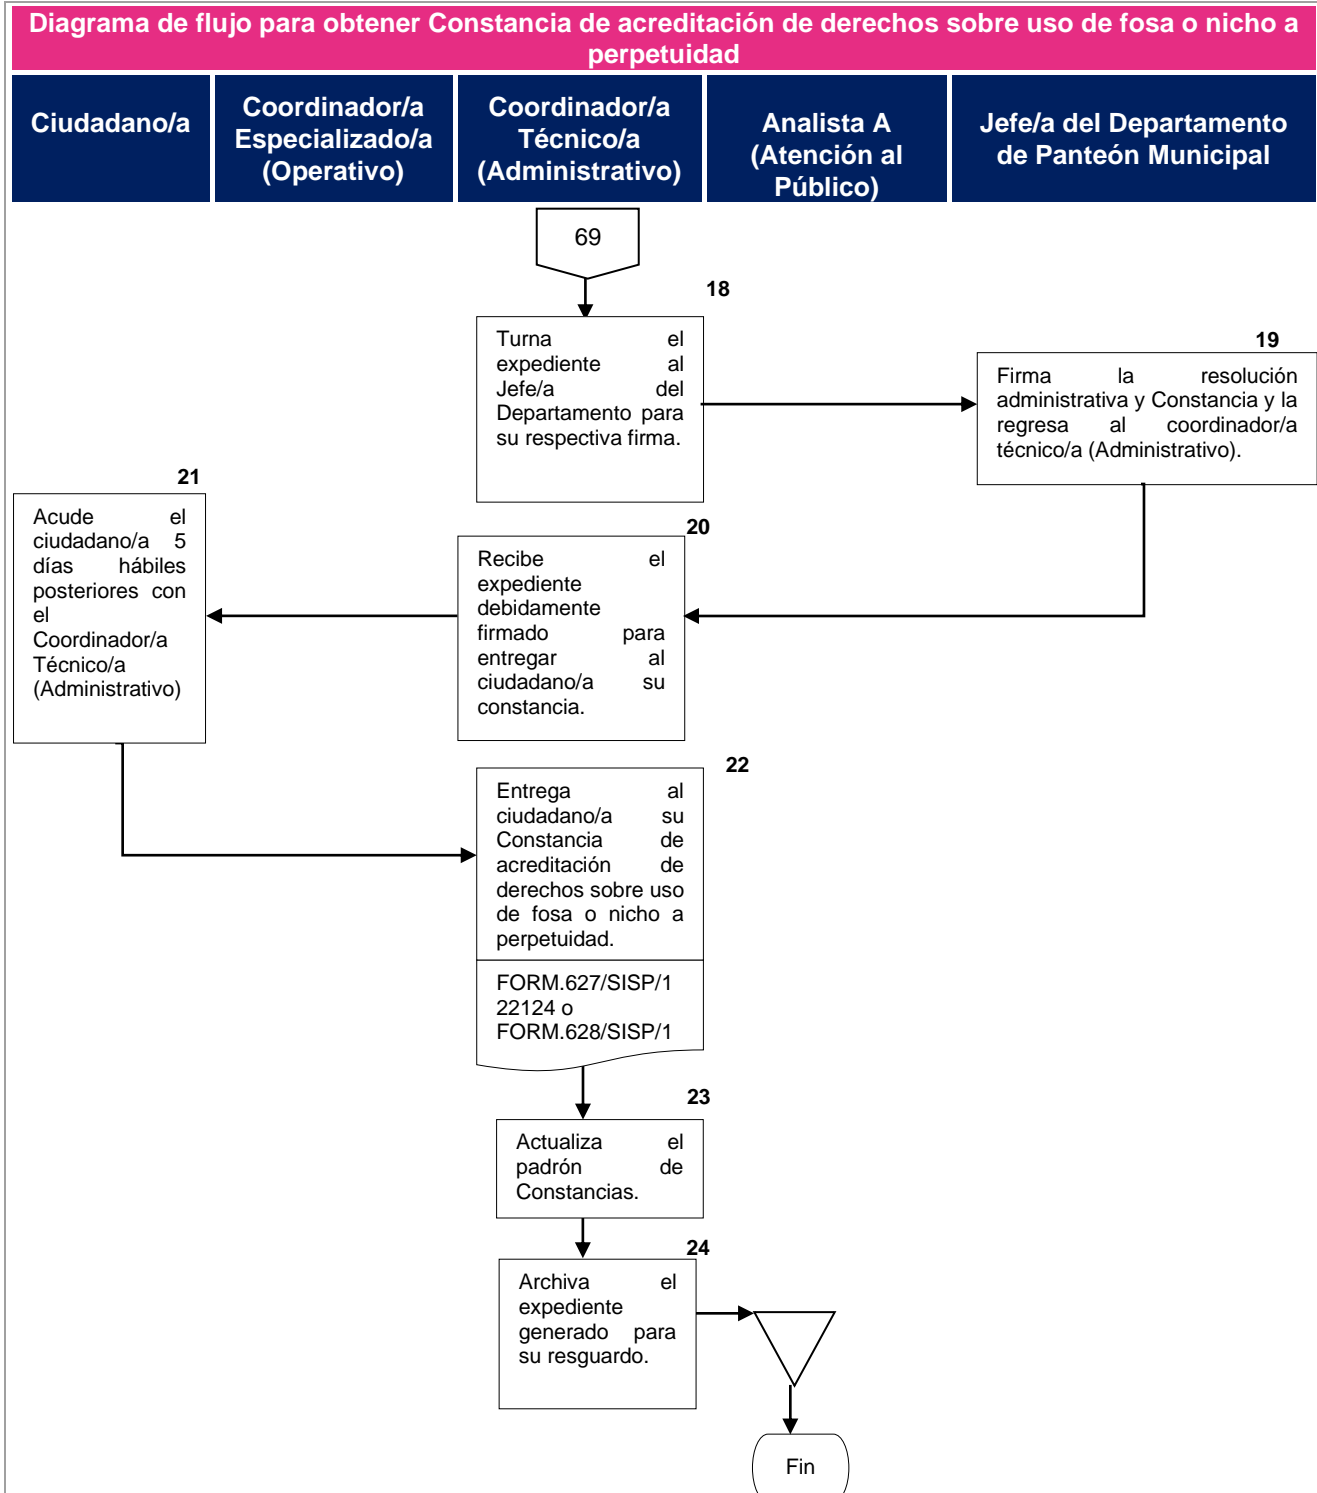 Diagrama de flujo para obtener Constancia de acreditación de derechos sobre uso de fosa o nicho a
perpetuidad
Ciudadano/a
Coordinador/a
Especializado/a
(Operativo)
Coordinador/a
Técnico/a
(Administrativo)
Analista A
(Atención al
Público)
Jefe/a del Departamento
de Panteón Municipal
69
18
Turna el
expediente al
Jefe/a del
Departamento para
su respectiva firma.
19
Firma la resolución
administrativa y Constancia y la
regresa al coordinador/a
técnico/a (Administrativo).
20
Recibe el
expediente
debidamente
firmado para
entregar al
ciudadano/a su
constancia.
21
Acude el
ciudadano/a 5
días hábiles
posteriores con
el
Coordinador/a
Técnico/a
(Administrativo)
22
Entrega al
ciudadano/a su
Constancia de
acreditación de
derechos sobre uso
de fosa o nicho a
perpetuidad.
FORM.627/SISP/1
22124 o
FORM.628/SISP/1
23
Actualiza el
padrón de
Constancias.
24
Archiva el
expediente
generado para
su resguardo.
Fin